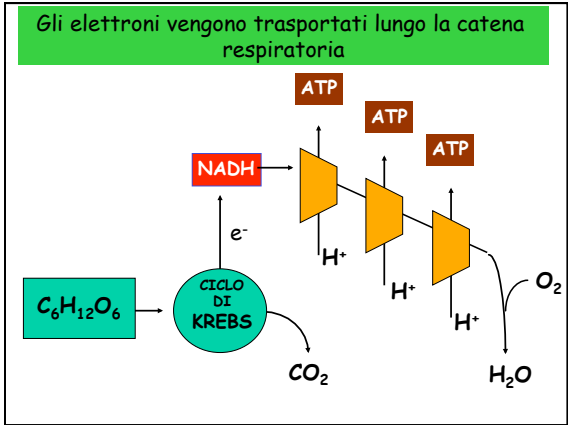 Gli elettroni vengono trasportati lungo la catena
respiratoria
ATP
ATP
ATP
NADH
e⁻
H⁺
H⁺
H⁺
C₆H₁₂O₆
CICLO
DI
KREBS
O₂
CO₂
H₂O